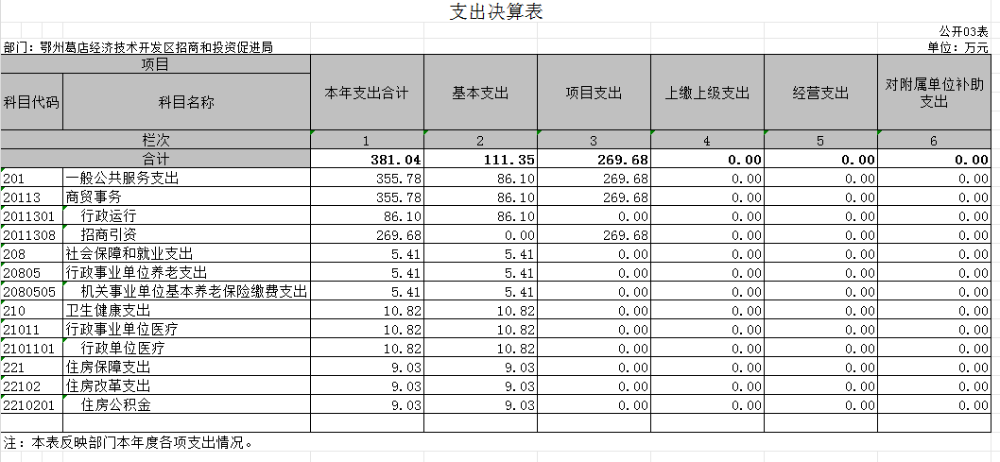 支出决算表
公开03表
部门：鄂州葛店经济技术开发区招商和投资促进局 单位：万元
项目 本年支出合计 基本支出 项目支出 上缴上级支出 经营支出 对附属单位补助支出
科目代码 科目名称
栏次 1 2 3 4 5 6
合计 381.04 111.35 269.68 0.00 0.00 0.00
201 一般公共服务支出 355.78 86.10 269.68 0.00 0.00 0.00
20113 商贸事务 355.78 86.10 269.68 0.00 0.00 0.00
2011301 行政运行 86.10 86.10 0.00 0.00 0.00 0.00
2011308 招商引资 269.68 0.00 269.68 0.00 0.00 0.00
208 社会保障和就业支出 5.41 5.41 0.00 0.00 0.00 0.00
20805 行政事业单位养老支出 5.41 5.41 0.00 0.00 0.00 0.00
2080505 机关事业单位基本养老保险缴费支出 5.41 5.41 0.00 0.00 0.00 0.00
210 卫生健康支出 10.82 10.82 0.00 0.00 0.00 0.00
21011 行政事业单位医疗 10.82 10.82 0.00 0.00 0.00 0.00
2101101 行政单位医疗 10.82 10.82 0.00 0.00 0.00 0.00
221 住房保障支出 9.03 9.03 0.00 0.00 0.00 0.00
22102 住房改革支出 9.03 9.03 0.00 0.00 0.00 0.00
2210201 住房公积金 9.03 9.03 0.00 0.00 0.00 0.00
注：本表反映部门本年度各项支出情况。